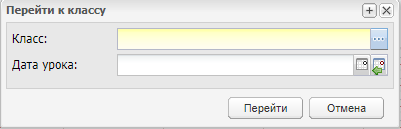 Перейти к классу
Класс:
Дата урока:
Перейти
Отмена